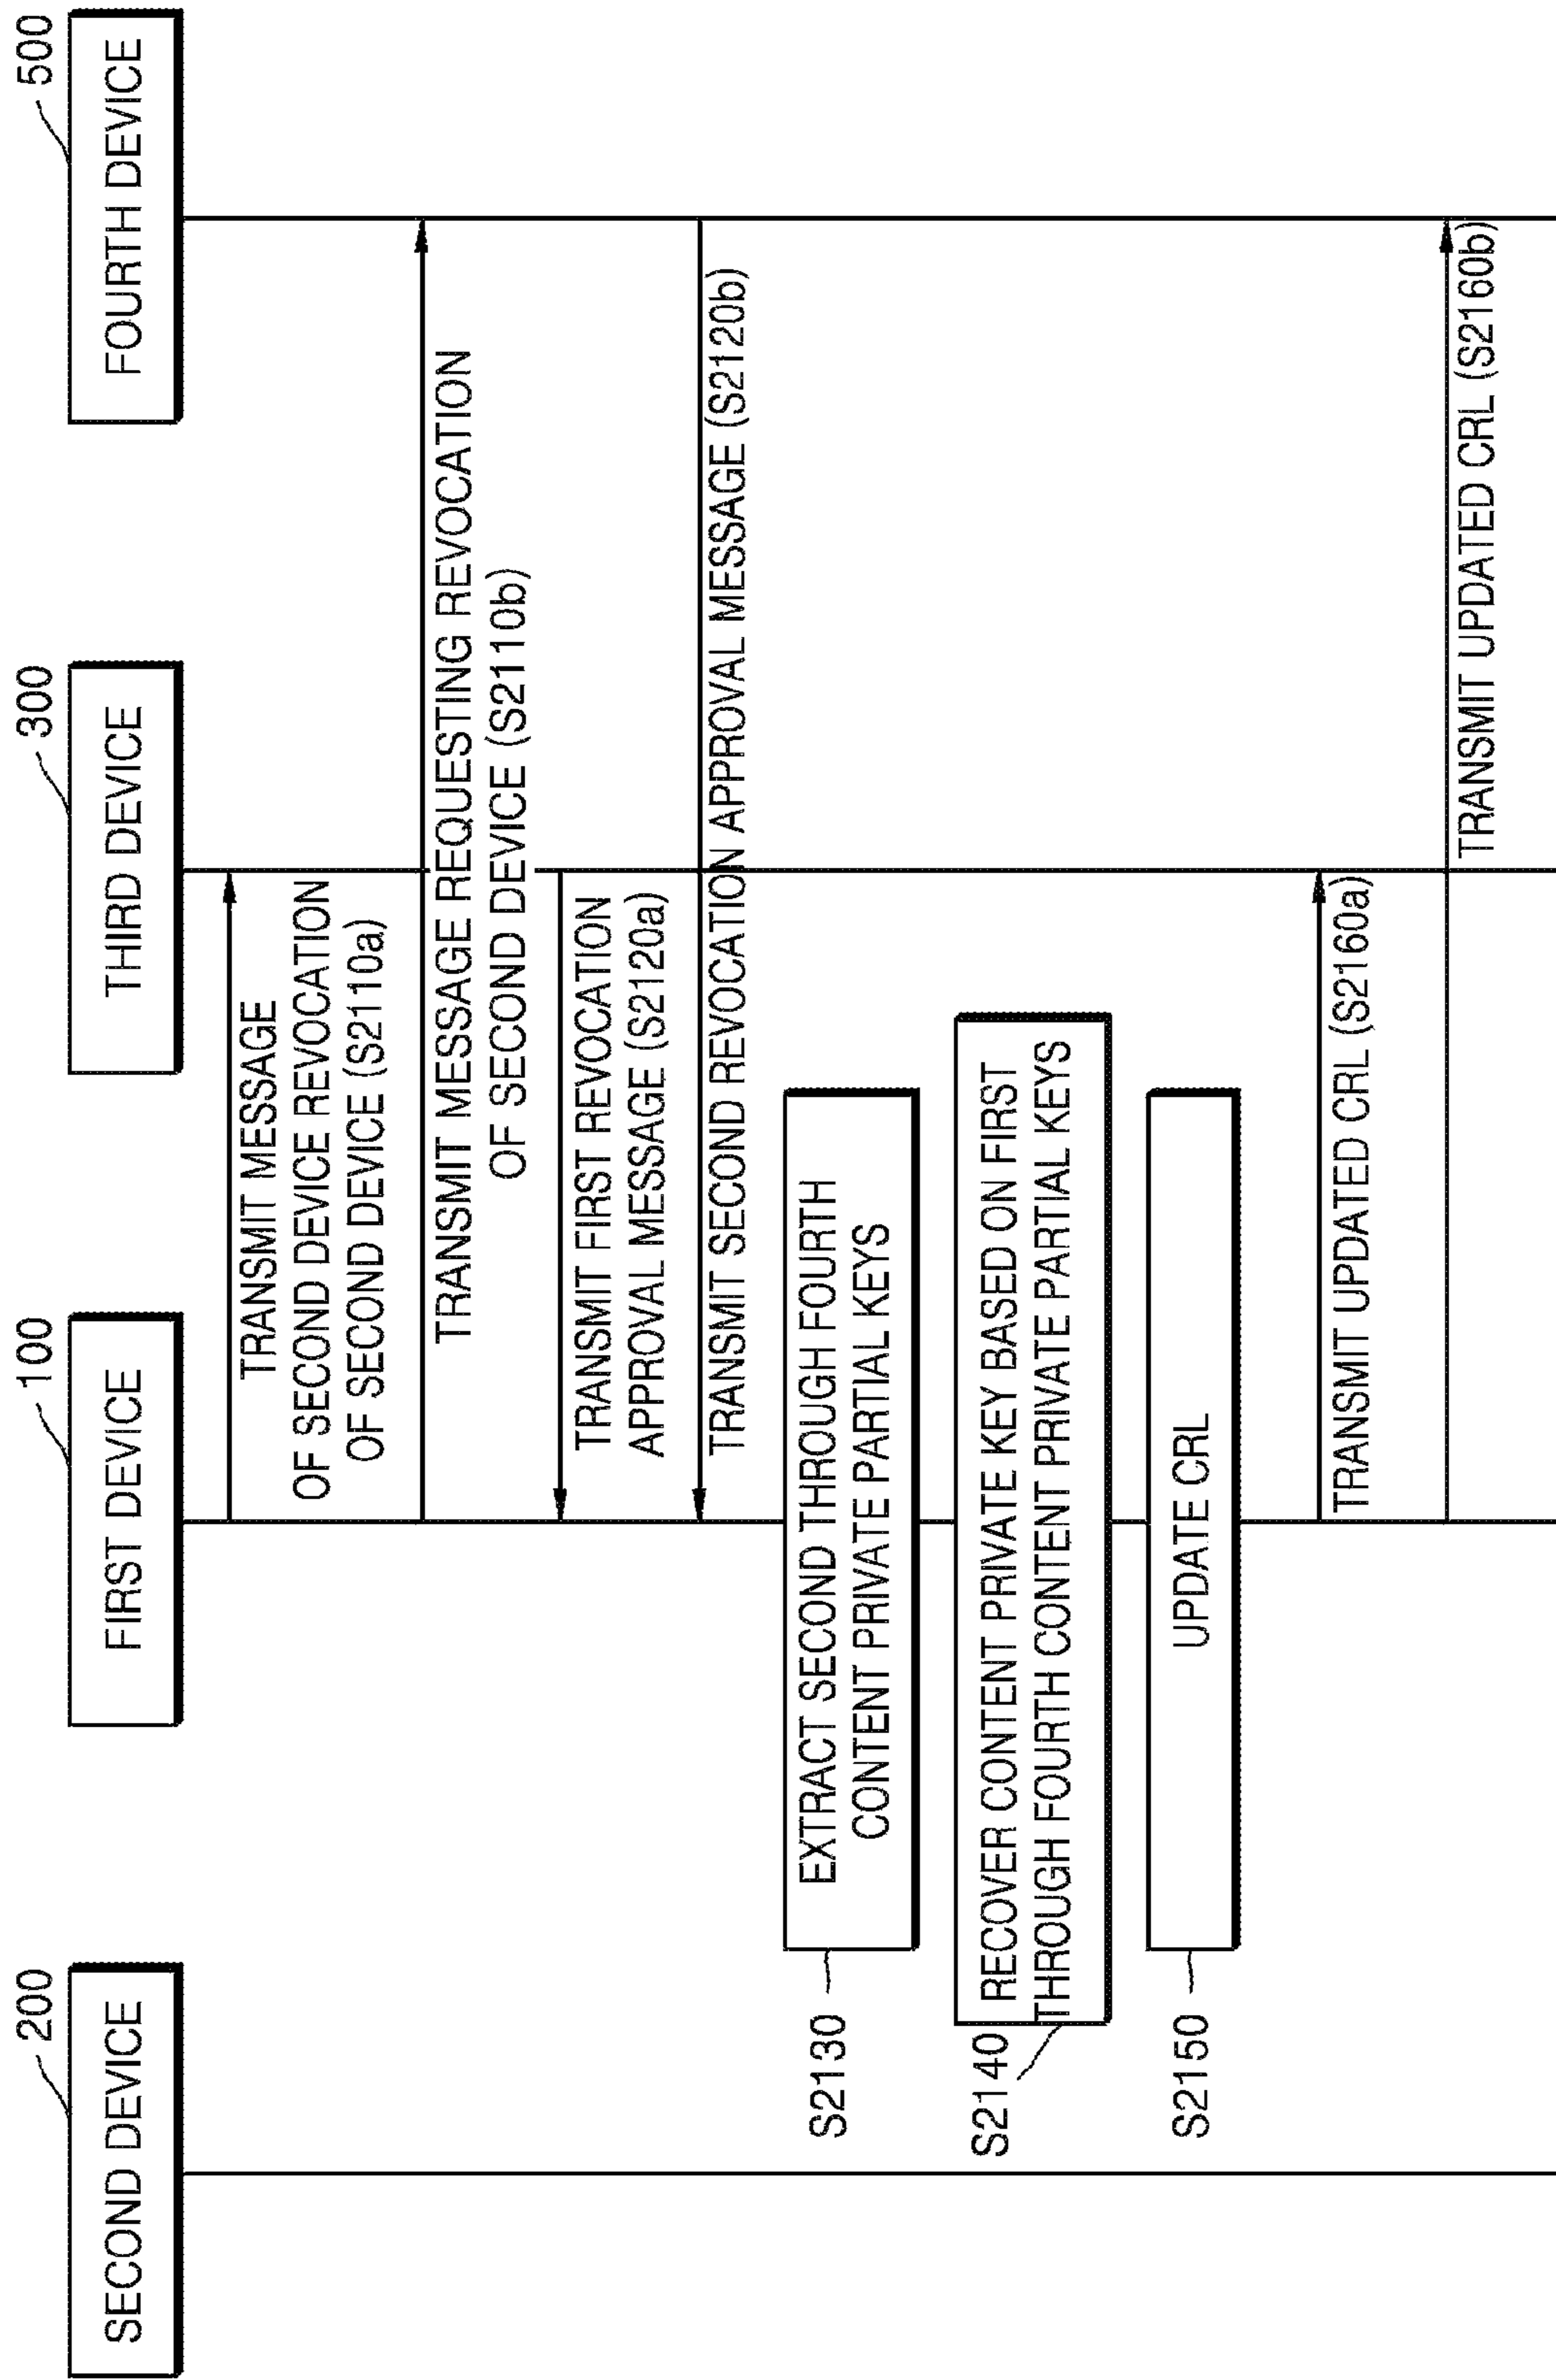 200
100
300
500
SECOND DEVICE
FIRST DEVICE
THIRD DEVICE
FOURTH DEVICE
TRANSMIT MESSAGE
OF SECOND DEVICE REVOCATION
OF SECOND DEVICE (S2110a)
TRANSMIT MESSAGE REQUESTING REVOCATION
OF SECOND DEVICE (S2110b)
TRANSMIT FIRST REVOCATION
APPROVAL MESSAGE (S2120a)
TRANSMIT SECOND REVOCATION APPROVAL MESSAGE (S2120b)
S2130
EXTRACT SECOND THROUGH FOURTH
CONTENT PRIVATE PARTIAL KEYS
S2140
RECOVER CONTENT PRIVATE KEY BASED ON FIRST
THROUGH FOURTH CONTENT PRIVATE PARTIAL KEYS
S2150
UPDATE CRL
TRANSMIT UPDATED CRL (S2160a)
TRANSMIT UPDATED CRL (S2160b)